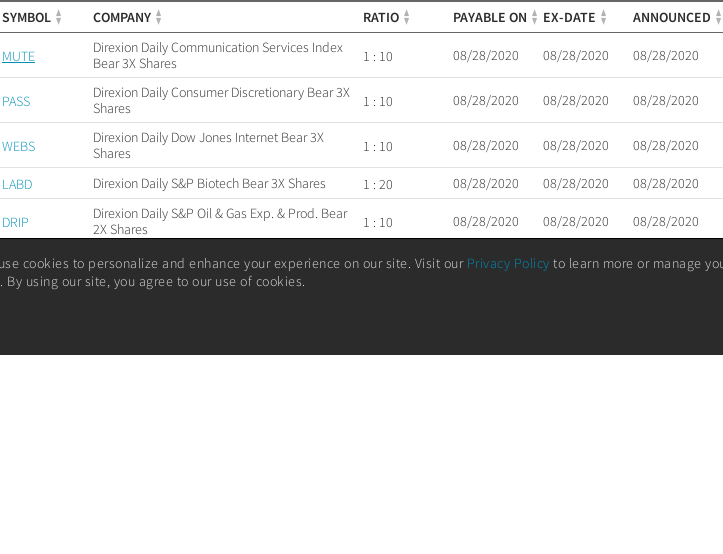 SYMBOL COMPANY RATIO PAYABLE ON EX-DATE ANNOUNCED
MUTE Direxion Daily Communication Services Index
Bear 3X Shares 1 : 10 08/28/2020 08/28/2020 08/28/2020
PASS Direxion Daily Consumer Discretionary Bear 3X
Shares 1 : 10 08/28/2020 08/28/2020 08/28/2020
WEBS Direxion Daily Dow Jones Internet Bear 3X
Shares 1 : 10 08/28/2020 08/28/2020 08/28/2020
LABD Direxion Daily S&P Biotech Bear 3X Shares 1 : 20 08/28/2020 08/28/2020 08/28/2020
DRIP Direxion Daily S&P Oil & Gas Exp. & Prod. Bear
2X Shares 1 : 10 08/28/2020 08/28/2020 08/28/2020
use cookies to personalize and enhance your experience on our site. Visit our Privacy Policy to learn more or manage you
. By using our site, you agree to our use of cookies.